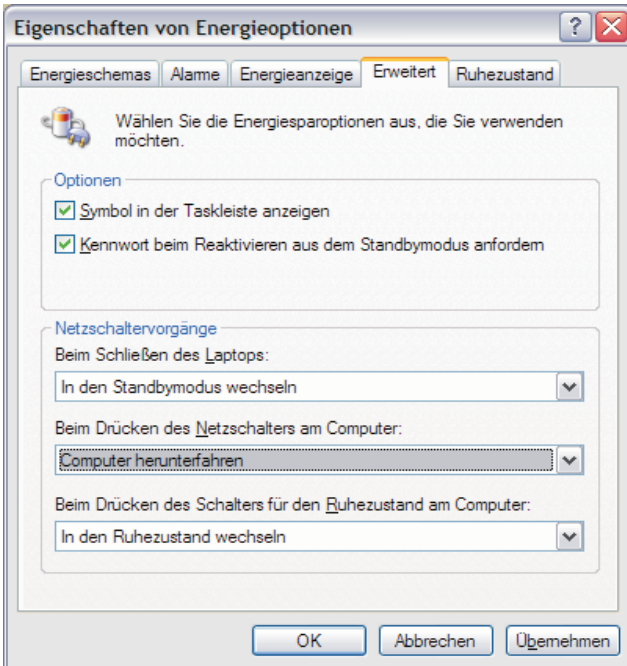 Eigenschaften von Energieoptionen
Energieschemas Alarme Energieanzeige Erweitert Ruhezustand
Wählen Sie die Energiesparoptionen aus, die Sie verwenden
möchten.
Optionen
Symbol in der Taskleiste anzeigen
Kennwort beim Reaktivieren aus dem Standbymodus anfordern
Netzschaltervorgänge
Beim Schließen des Laptops:
In den Standbymodus wechseln
Beim Drücken des Netzschalters am Computer:
Computer herunterfahren
Beim Drücken des Schalters für den Ruhezustand am Computer:
In den Ruhezustand wechseln
OK Abbrechen Übernehmen